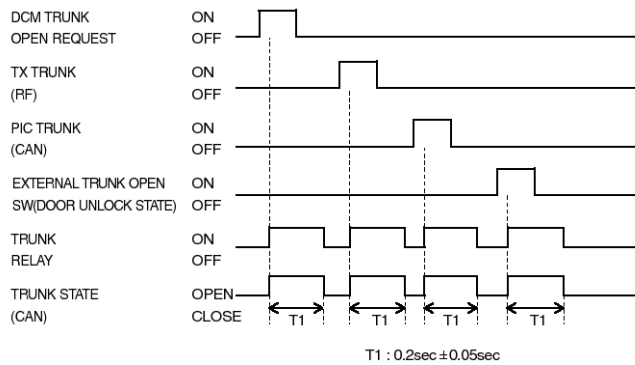 DCM TRUNK ON
OPEN REQUEST OFF
TX TRUNK ON
(RF) OFF
PIC TRUNK ON
(CAN) OFF
EXTERNAL TRUNK OPEN ON
SW(DOOR UNLOCK STATE) OFF
TRUNK ON
RELAY OFF
TRUNK STATE OPEN
(CAN) CLOSE
T1 T1 T1 T1
T1 : 0.2sec±0.05sec